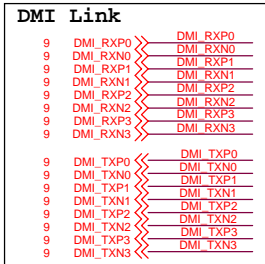 DMI Link
9 DMI_RXP0 DMI_RXP0
9 DMI_RXN0 DMI_RXN0
9 DMI_RXP1 DMI_RXP1
9 DMI_RXN1 DMI_RXN1
9 DMI_RXP2 DMI_RXP2
9 DMI_RXN2 DMI_RXN2
9 DMI_RXP3 DMI_RXP3
9 DMI_RXN3 DMI_RXN3
9 DMI_TXP0 DMI_TXP0
9 DMI_TXN0 DMI_TXN0
9 DMI_TXP1 DMI_TXP1
9 DMI_TXN1 DMI_TXN1
9 DMI_TXP2 DMI_TXP2
9 DMI_TXN2 DMI_TXN2
9 DMI_TXP3 DMI_TXP3
9 DMI_TXN3 DMI_TXN3